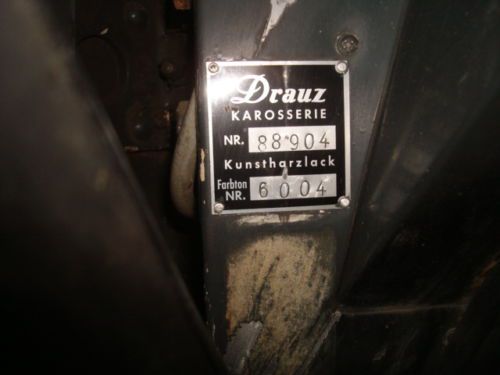 Drauz
KAROSSERIE
NR. 88904
Kunstharzlack
Farbton
NR. 6004